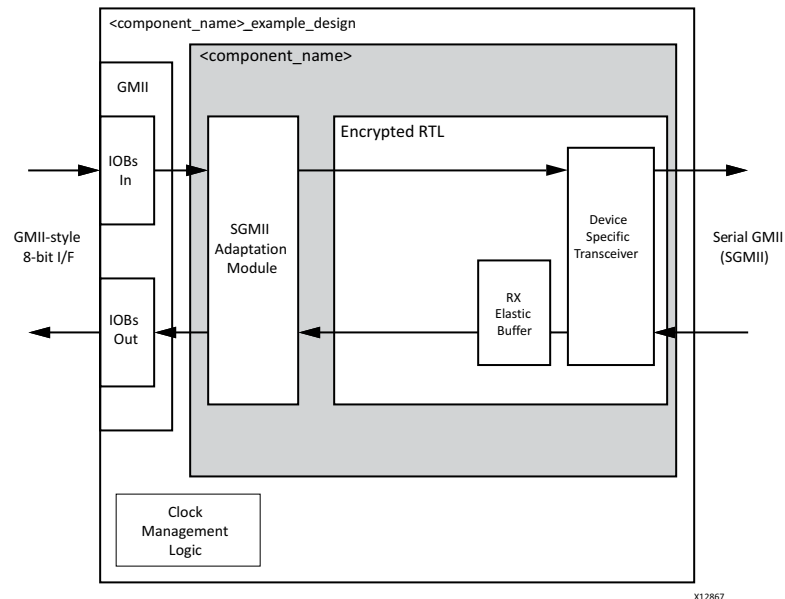 <component_name>_example_design
<component_name>
GMII
Encrypted RTL
IOBs
In
SGMII
Adaptation
Module
Device
Specific
Transceiver
GMII-style
8-bit I/F
Serial GMII
(SGMII)
RX
Elastic
Buffer
IOBs
Out
Clock
Management
Logic
X12867